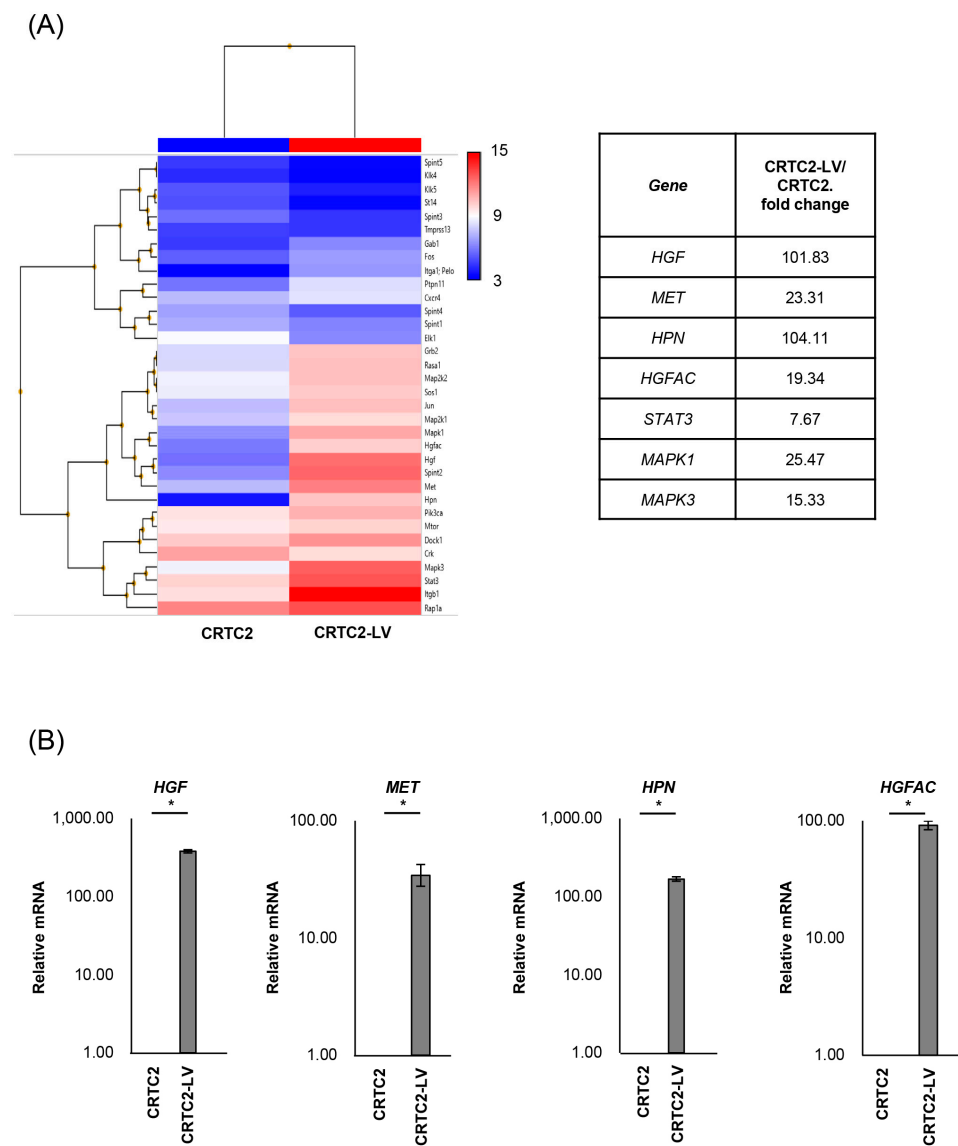 (A)
15
9
3
Spint5
Klk4
Klk5
St14
Spint3
Tmprss13
Gab1
Fos
Itga1; Pelo
Ptpn11
Cxcr4
Spint4
Spint1
Elk1
Grb2
Rasa1
Map2k2
Sos1
Jun
Map2k1
Mapk1
Hgfac
Hgf
Spint2
Met
Hpn
Pik3ca
Mtor
Dock1
Crk
Mapk3
Stat3
Itgb1
Rap1a
CRTC2 CRTC2-LV
Gene
CRTC2-LV/
CRTC2.
fold change
HGF 101.83
MET 23.31
HPN 104.11
HGFAC 19.34
STAT3 7.67
MAPK1 25.47
MAPK3 15.33
(B)
HGF
*
Relative mRNA
1,000.00
100.00
10.00
1.00
CRTC2
CRTC2-LV
MET
*
Relative mRNA
100.00
10.00
1.00
CRTC2
CRTC2-LV
HPN
*
Relative mRNA
1,000.00
100.00
10.00
1.00
CRTC2
CRTC2-LV
HGFAC
*
Relative mRNA
100.00
10.00
1.00
CRTC2
CRTC2-LV